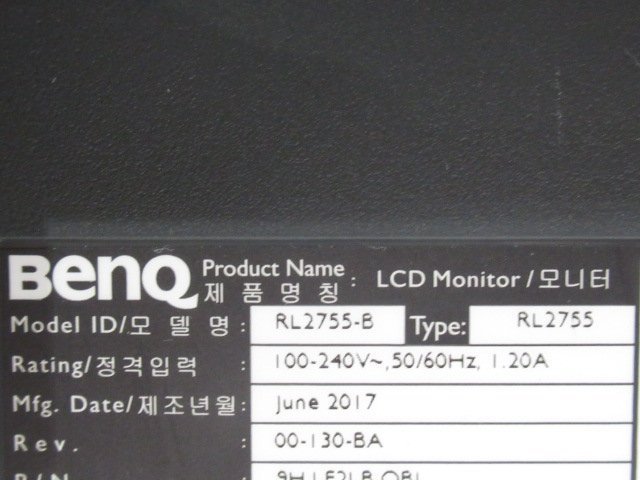 BenQ Product Name : LCD Monitor / 모니터
제 품 명 칭
Model ID/모 델 명 : RL2755-B Type: RL2755
Rating/정격입력 : 100-240V~,50/60Hz, 1.20A
Mfg. Date/제조년월: June 2017
Rev. : 00-130-BA
P/N